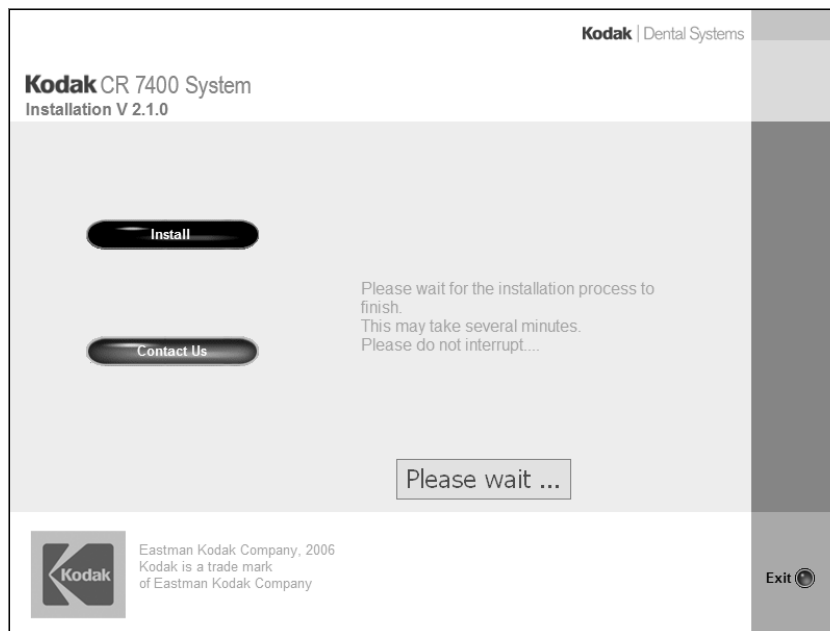 Kodak | Dental Systems
Kodak CR 7400 System
Installation V 2.1.0
Install
Please wait for the installation process to
finish.
This may take several minutes.
Please do not interrupt....
Contact Us
Please wait ...
Kodak
Eastman Kodak Company, 2006
Kodak is a trade mark
of Eastman Kodak Company
Exit